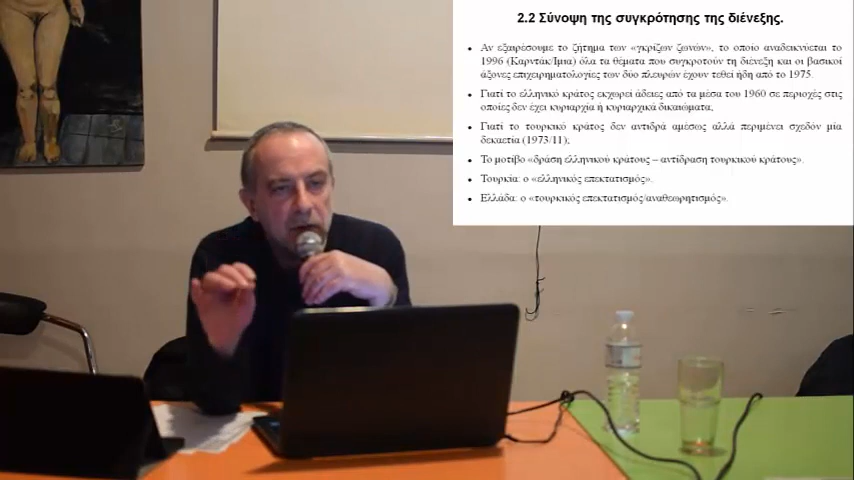 2.2 Σύνοψη της συγκρότησης της διένεξης.
• Αν εξαιρέσουμε το ζήτημα των «γκρίζων ζωνών», το οποίο αναδεικνύεται το
1996 (Καρντάκ/Ίμια) όλα τα θέματα που συγκροτούν τη διένεξη και οι βασικοί
άξονες επιχειρηματολογίες των δύο πλευρών έχουν τεθεί ήδη από το 1975.
• Γιατί το ελληνικό κράτος εκχωρεί άδειες από τα μέσα του 1960 σε περιοχές στις
οποίες δεν έχει κυριαρχία ή κυριαρχικά δικαιώματα;
• Γιατί το τουρκικό κράτος δεν αντιδρά αμέσως αλλά περιμένει σχεδόν μία
δεκαετία (1973/11);
• Το μοτίβο «δράση ελληνικού κράτους – αντίδραση τουρκικού κράτους».
• Τουρκία: ο «ελληνικός επεκτατισμός».
• Ελλάδα: ο «τουρκικός επεκτατισμός/αναθεωρητισμός».